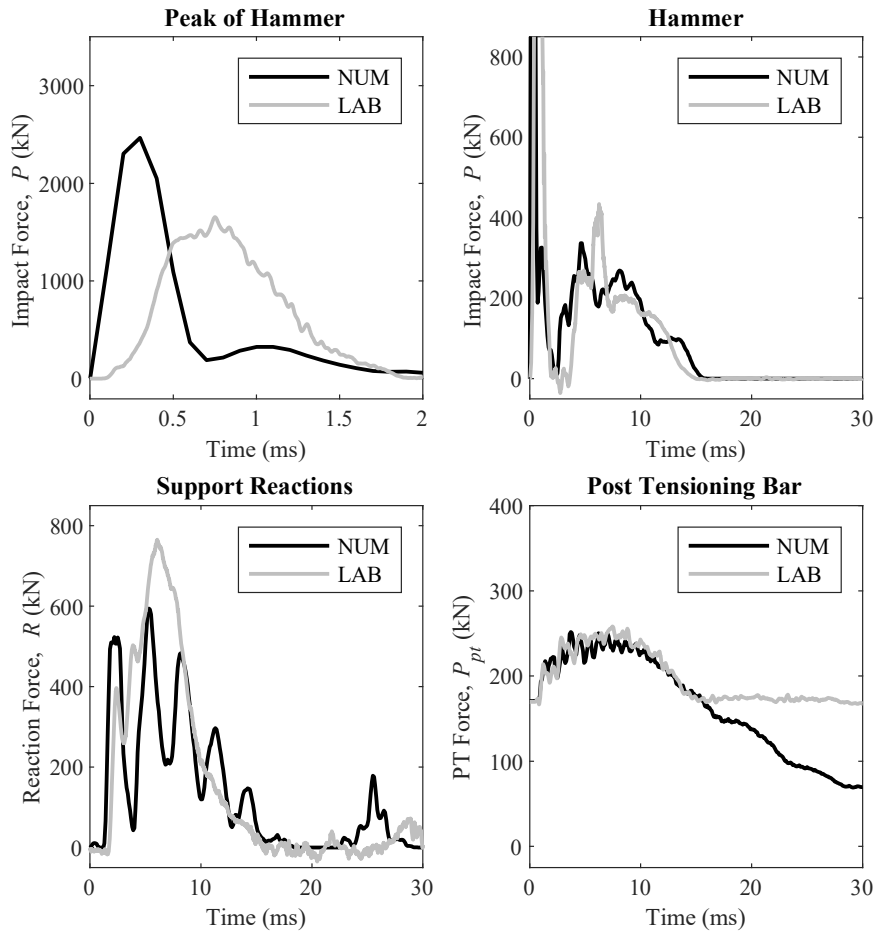 Peak of Hammer
NUM
LAB
3000
2000
1000
0
Impact Force, P (kN)
0 0.5 1 1.5 2
Time (ms)
Hammer
NUM
LAB
800
600
400
200
0
Impact Force, P (kN)
0 10 20 30
Time (ms)
Support Reactions
NUM
LAB
800
600
400
200
0
Reaction Force, R (kN)
0 10 20 30
Time (ms)
Post Tensioning Bar
NUM
LAB
400
300
200
100
0
PT Force, P_pt (kN)
0 10 20 30
Time (ms)